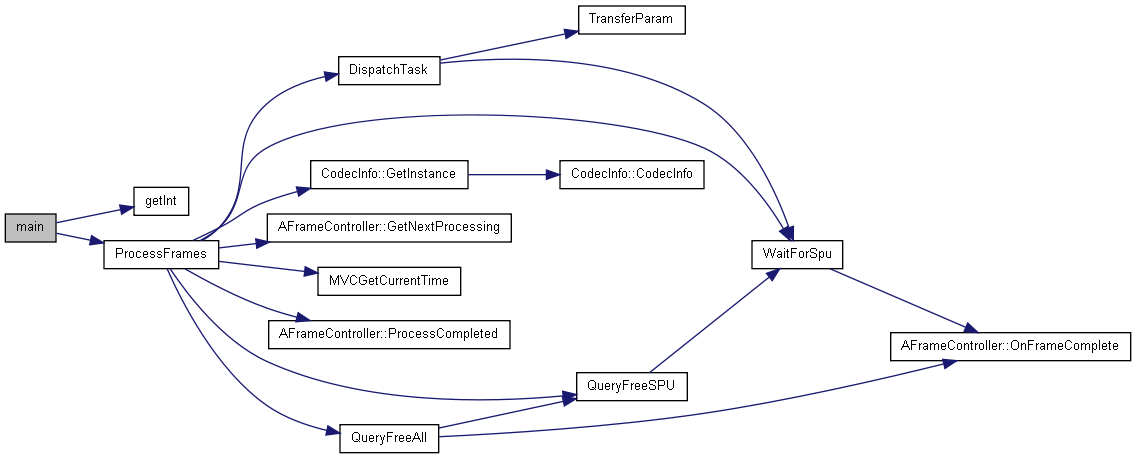 TransferParam
DispatchTask
CodecInfo::GetInstance
CodecInfo::CodecInfo
getInt
main
AFrameController::GetNextProcessing
ProcessFrames
WaitForSpu
MVCGetCurrentTime
AFrameController::ProcessCompleted
AFrameController::OnFrameComplete
QueryFreeSPU
QueryFreeAll